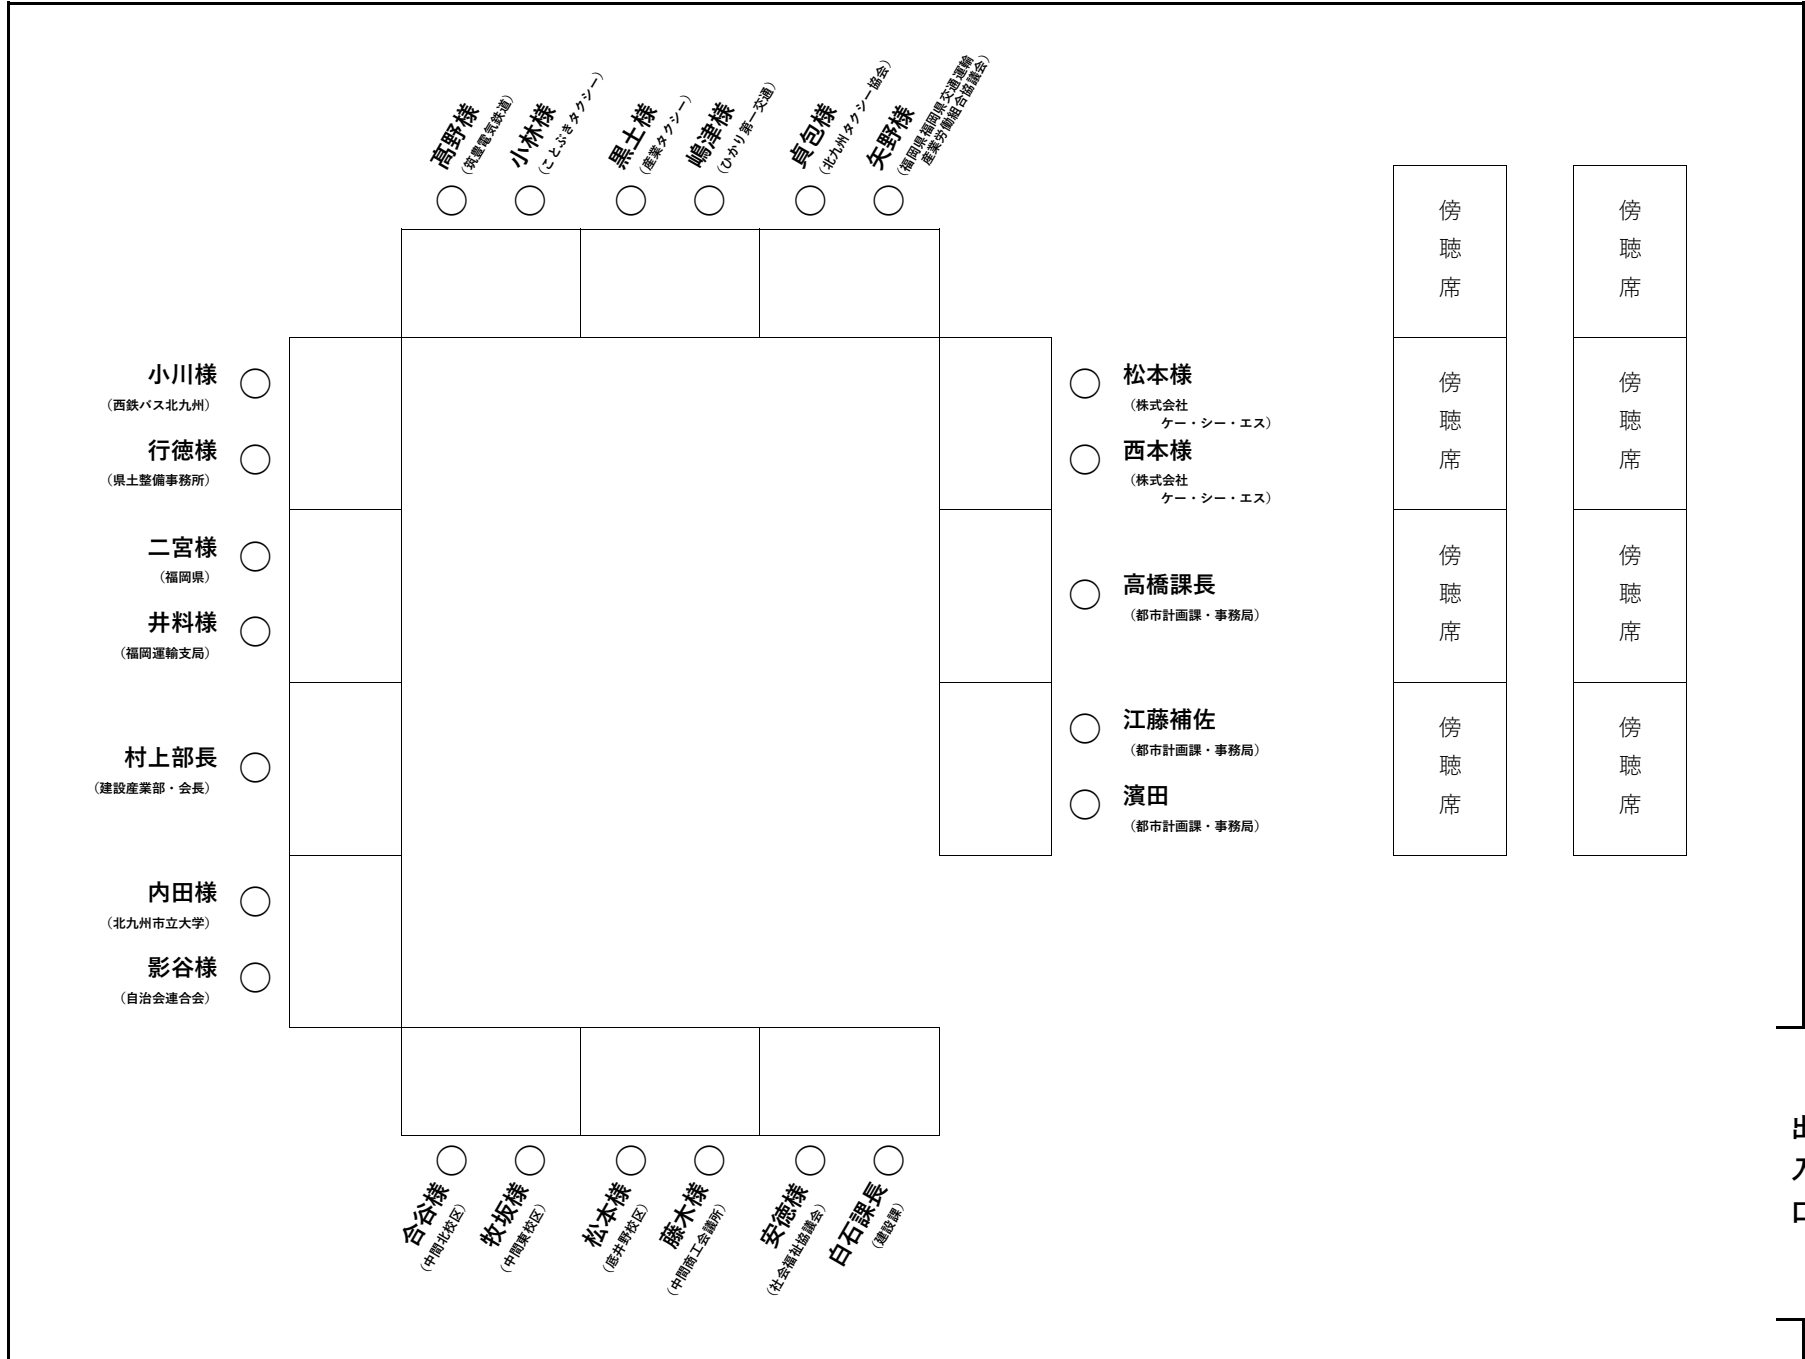 髙野様
（筑豊電気鉄道）
小林様
（ことぶきタクシー）
黒土様
（産業タクシー）
嶋津様
（ひかり第一交通）
貞包様
（北九州タクシー協会）
矢野様
（福岡県福岡県交通運輸
産業労働組合協議会）
小川様
（西鉄バス北九州）
行徳様
（県土整備事務所）
二宮様
（福岡県）
井料様
（福岡運輸支局）
村上部長
（建設産業部・会長）
内田様
（北九州市立大学）
影谷様
（自治会連合会）
松本様
（株式会社
ケー・シー・エス）
西本様
（株式会社
ケー・シー・エス）
高橋課長
（都市計画課・事務局）
江藤補佐
（都市計画課・事務局）
濱田
（都市計画課・事務局）
合谷様
（中間北校区）
牧坂様
（中間東校区）
松本様
（底井野校区）
藤木様
（中間商工会議所）
安徳様
（社会福祉協議会）
白石課長
（建設課）
傍聴席
傍聴席
傍聴席
傍聴席
傍聴席
傍聴席
傍聴席
傍聴席
出入口